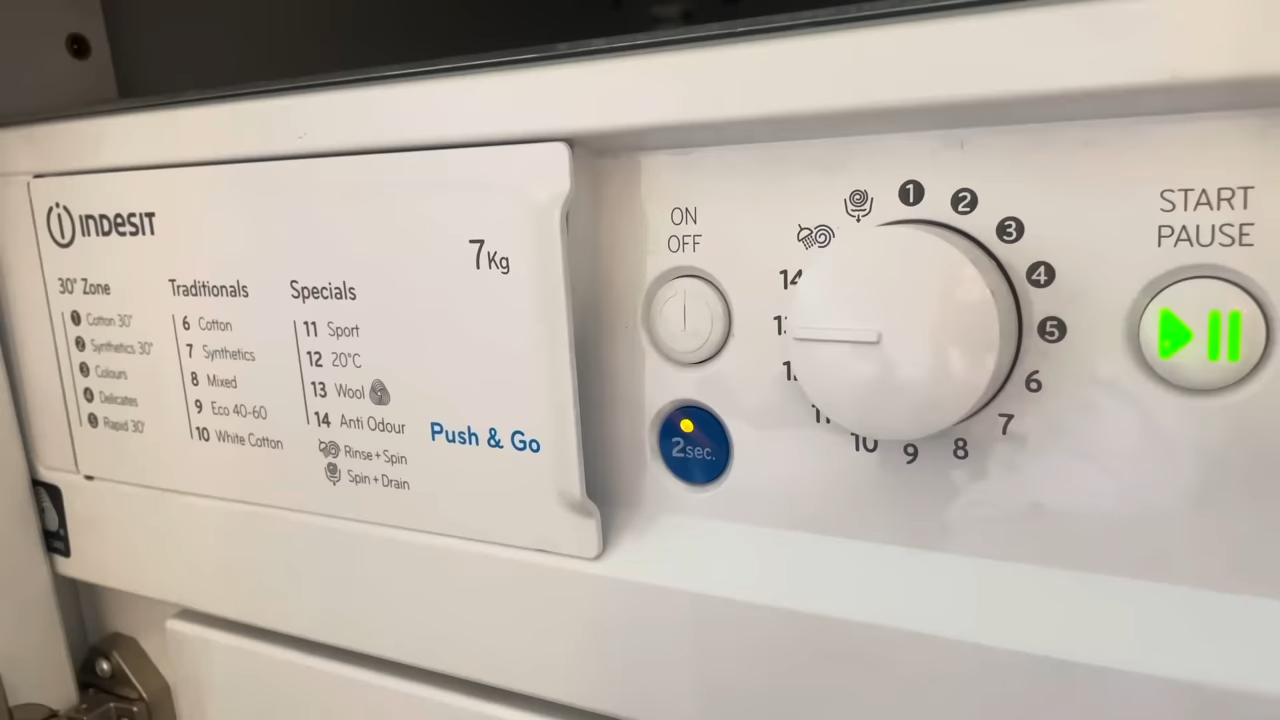 INDESIT
7Kg
30° Zone
1 Cotton 30°
2 Synthetics 30°
3 Colours
4 Delicates
5 Rapid 30'
Traditionals
6 Cotton
7 Synthetics
8 Mixed
9 Eco 40-60
10 White Cotton
Specials
11 Sport
12 20°C
13 Wool
14 Anti Odour
Rinse + Spin
Spin + Drain
Push & Go
ON
OFF
2sec.
1
2
3
4
5
6
7
8
9
10
11
14
START
PAUSE